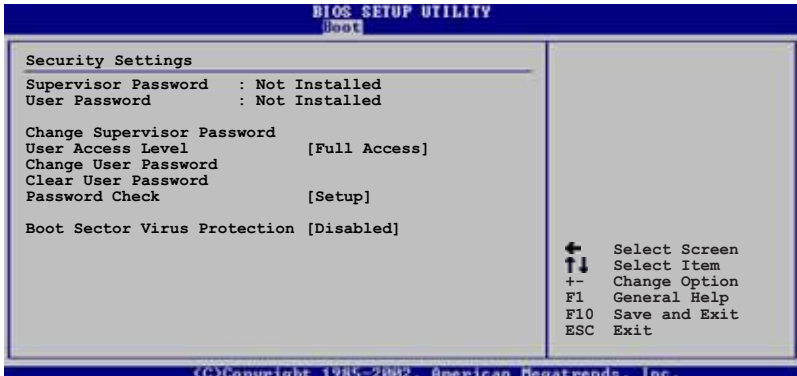 BIOS SETUP UTILITY
Boot
Security Settings
Supervisor Password : Not Installed
User Password : Not Installed
Change Supervisor Password
User Access Level [Full Access]
Change User Password
Clear User Password
Password Check [Setup]
Boot Sector Virus Protection [Disabled]
← Select Screen
↑↓ Select Item
+- Change Option
F1 General Help
F10 Save and Exit
ESC Exit
(C)Copyright 1985-2002, American Megatrends, Inc.